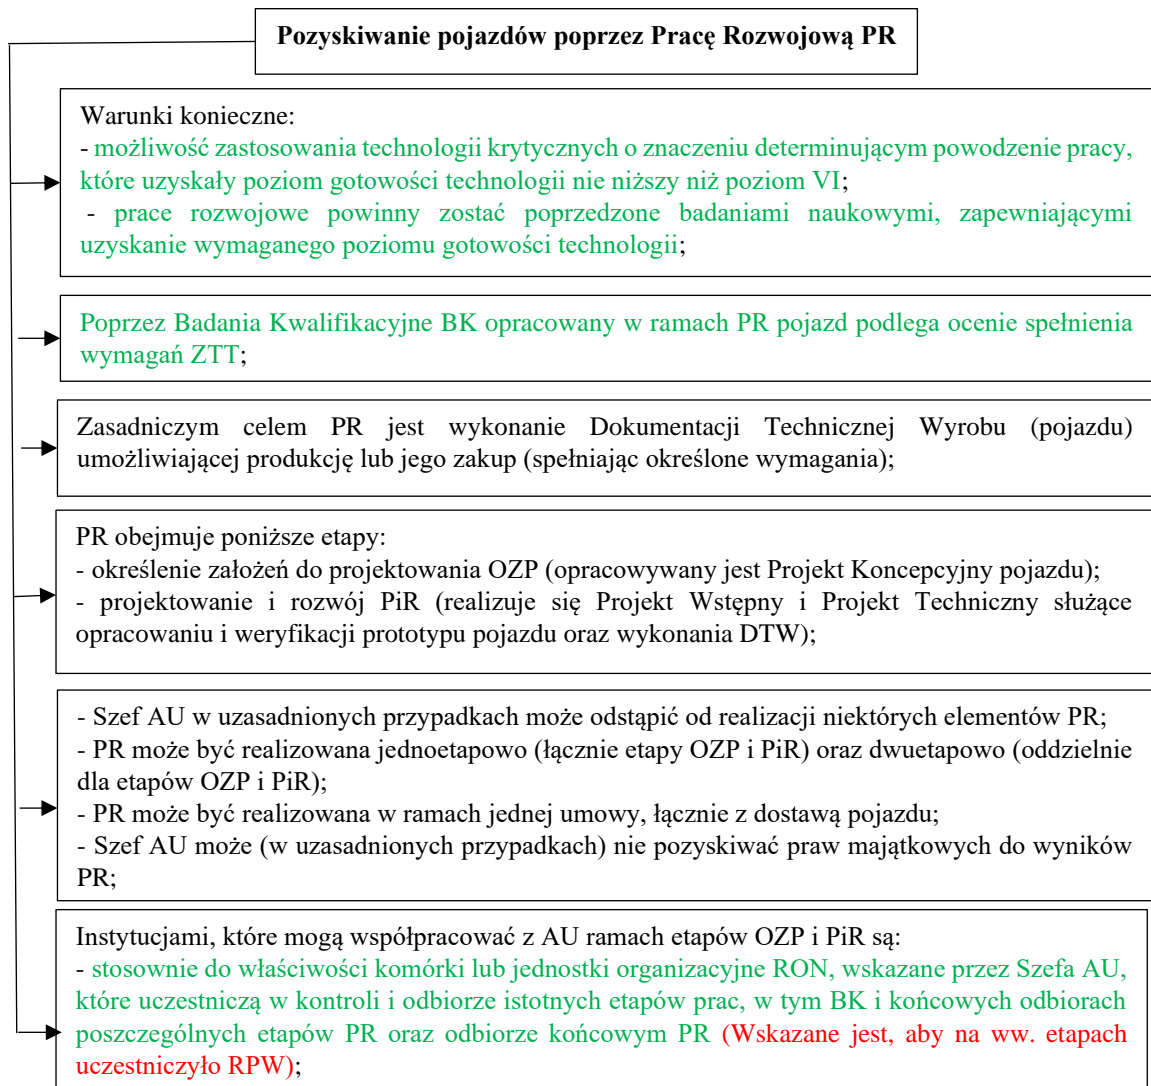 Pozyskiwanie pojazdów poprzez Pracę Rozwojową PR
Warunki konieczne:
- możliwość zastosowania technologii krytycznych o znaczeniu determinującym powodzenie pracy,
które uzyskały poziom gotowości technologii nie niższy niż poziom VI;
- prace rozwojowe powinny zostać poprzedzone badaniami naukowymi, zapewniającymi
uzyskanie wymaganego poziomu gotowości technologii;
Poprzez Badania Kwalifikacyjne BK opracowany w ramach PR pojazd podlega ocenie spełnienia
wymagań ZTT;
Zasadniczym celem PR jest wykonanie Dokumentacji Technicznej Wyrobu (pojazdu)
umożliwiającej produkcję lub jego zakup (spełniając określone wymagania);
PR obejmuje poniższe etapy:
- określenie założeń do projektowania OZP (opracowywany jest Projekt Koncepcyjny pojazdu);
- projektowanie i rozwój PiR (realizuje się Projekt Wstępny i Projekt Techniczny służące
opracowaniu i weryfikacji prototypu pojazdu oraz wykonania DTW);
- Szef AU w uzasadnionych przypadkach może odstąpić od realizacji niektórych elementów PR;
- PR może być realizowana jednoetapowo (łącznie etapy OZP i PiR) oraz dwuetapowo (oddzielnie
dla etapów OZP i PiR);
- PR może być realizowana w ramach jednej umowy, łącznie z dostawą pojazdu;
- Szef AU może (w uzasadnionych przypadkach) nie pozyskiwać praw majątkowych do wyników
PR;
Instytucjami, które mogą współpracować z AU ramach etapów OZP i PiR są:
- stosownie do właściwości komórki lub jednostki organizacyjne RON, wskazane przez Szefa AU,
które uczestniczą w kontroli i odbiorze istotnych etapów prac, w tym BK i końcowych odbiorach
poszczególnych etapów PR oraz odbiorze końcowym PR (Wskazane jest, aby na ww. etapach
uczestniczyło RPW);